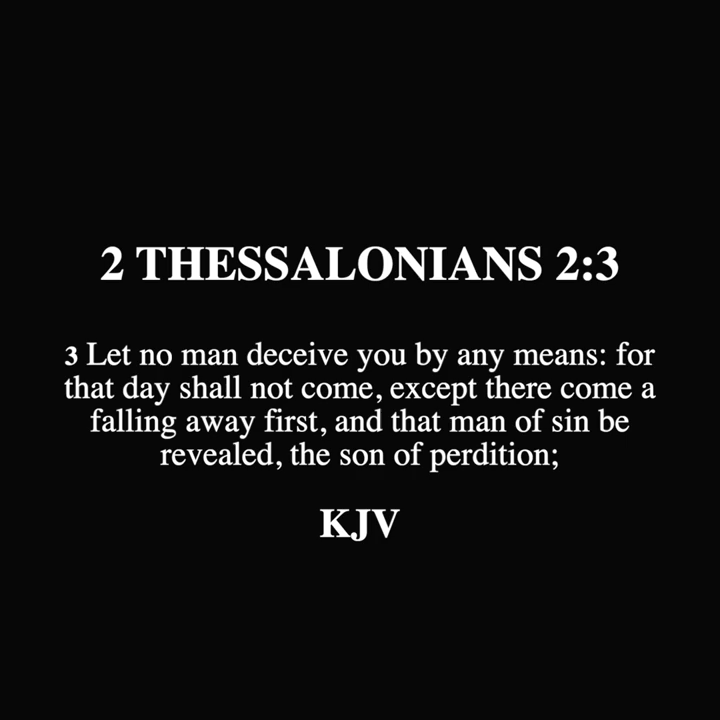 2 THESSALONIANS 2:3
3 Let no man deceive you by any means: for
that day shall not come, except there come a
falling away first, and that man of sin be
revealed, the son of perdition;
KJV